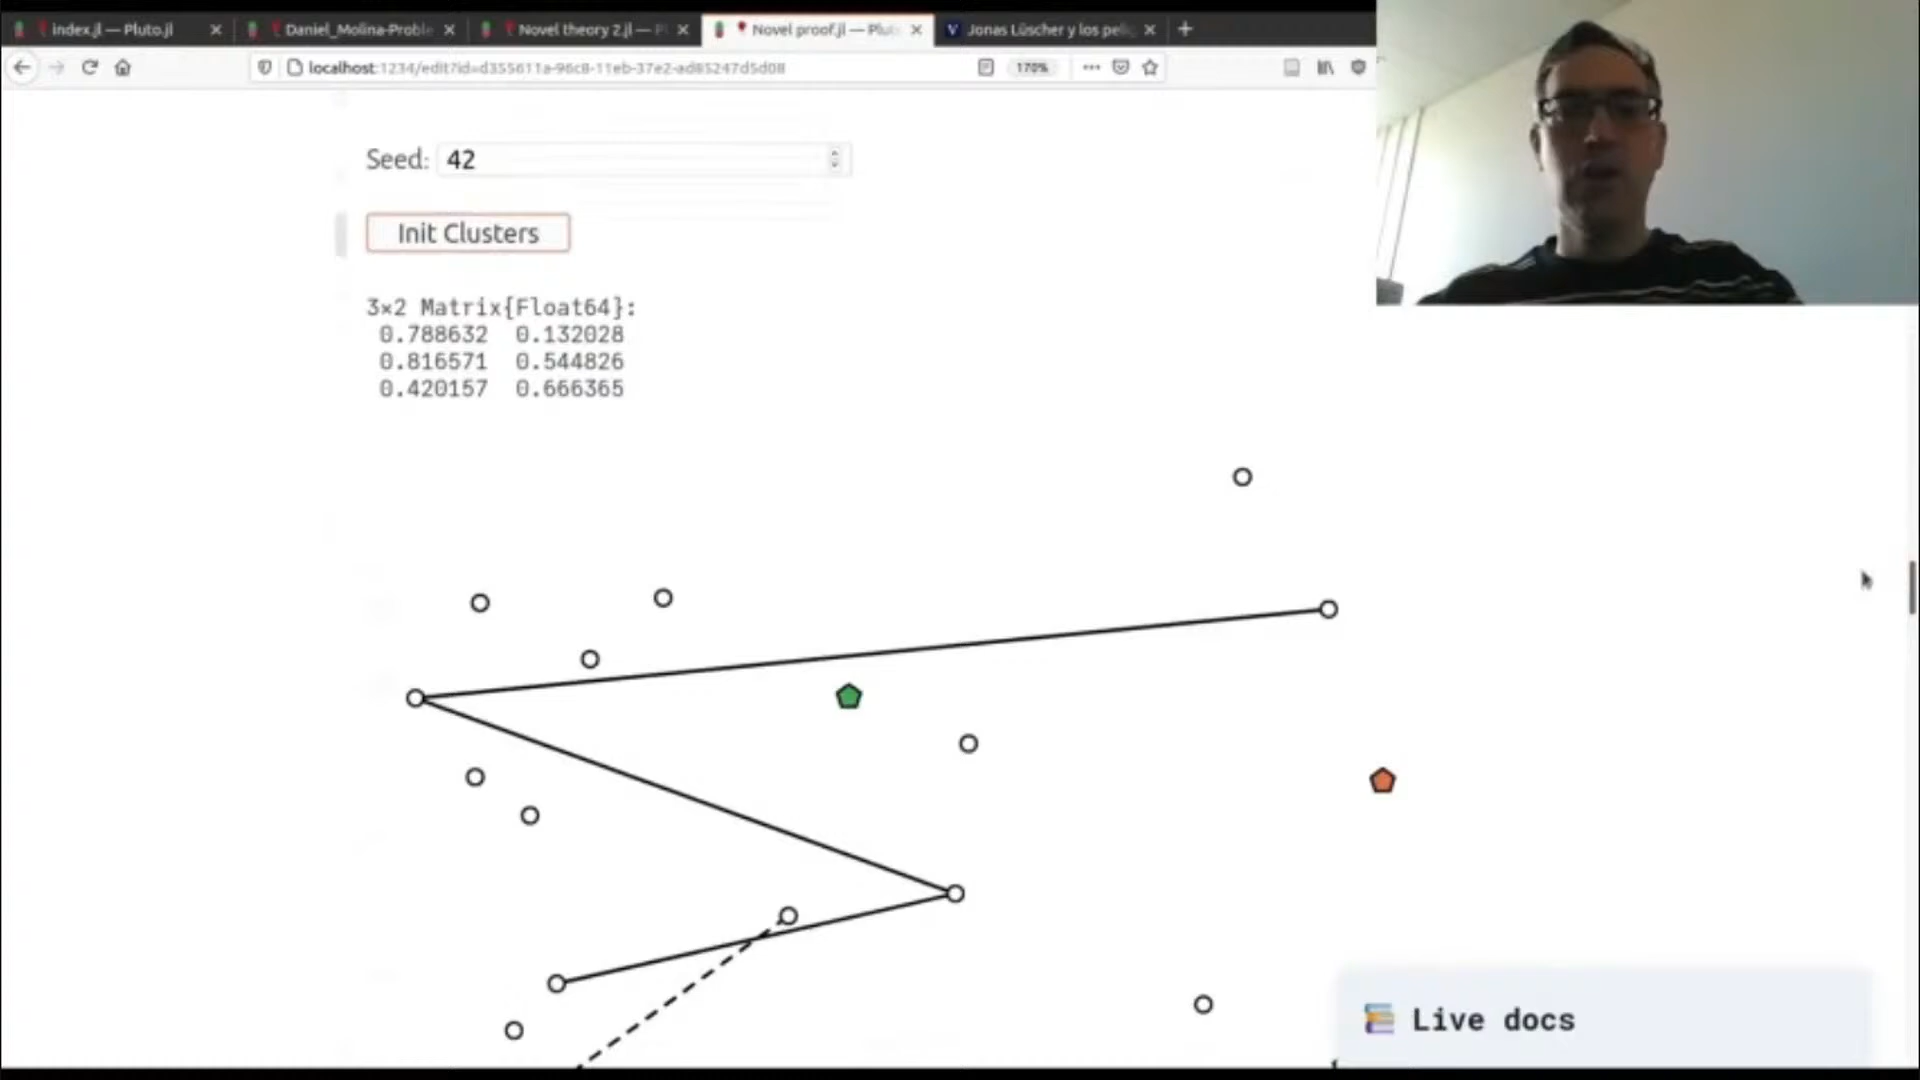 index.jl — Pluto.jl
Daniel_Molina-Proble
Novel theory 2.jl — P
Novel proof.jl — Plut
Jonas Lüscher y los peli
localhost:1234/edit?id=d355611a-96c8-11eb-37e2-ad85247d5d08
170%
Seed: 42
Init Clusters
3×2 Matrix{Float64}:
0.788632 0.132028
0.816571 0.544826
0.420157 0.666365
Live docs